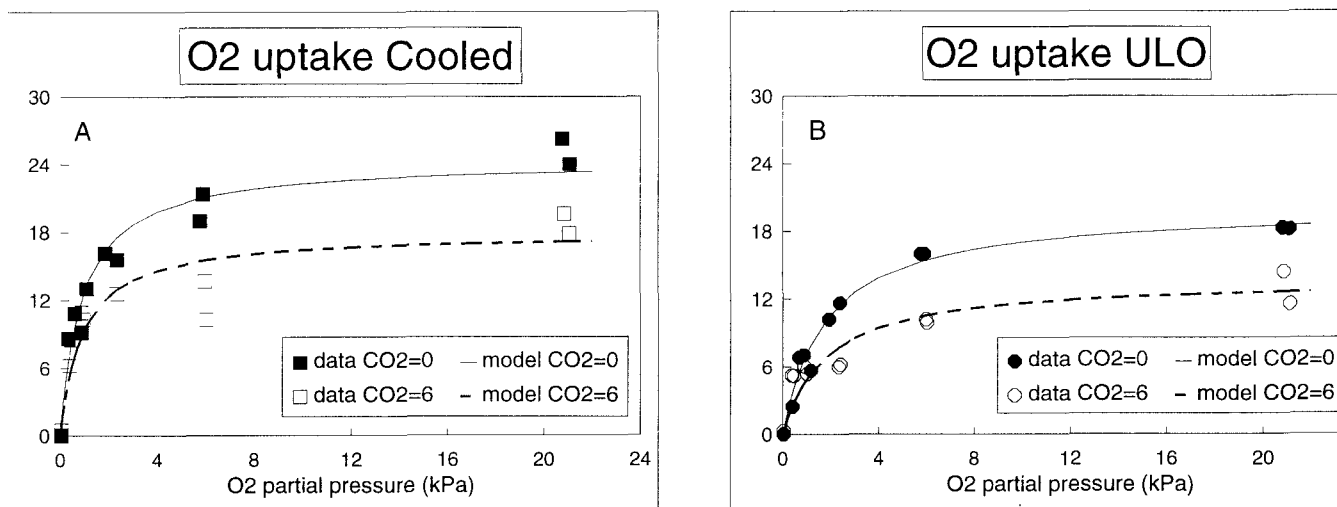 O2 uptake Cooled
A
30
24
18
12
6
0
0 4 8 12 16 20 24
O2 partial pressure (kPa)
data CO2=0 model CO2=0
data CO2=6 model CO2=6
O2 uptake ULO
B
30
24
18
12
6
0
0 4 8 12 16 20
O2 partial pressure (kPa)
data CO2=0 model CO2=0
data CO2=6 model CO2=6